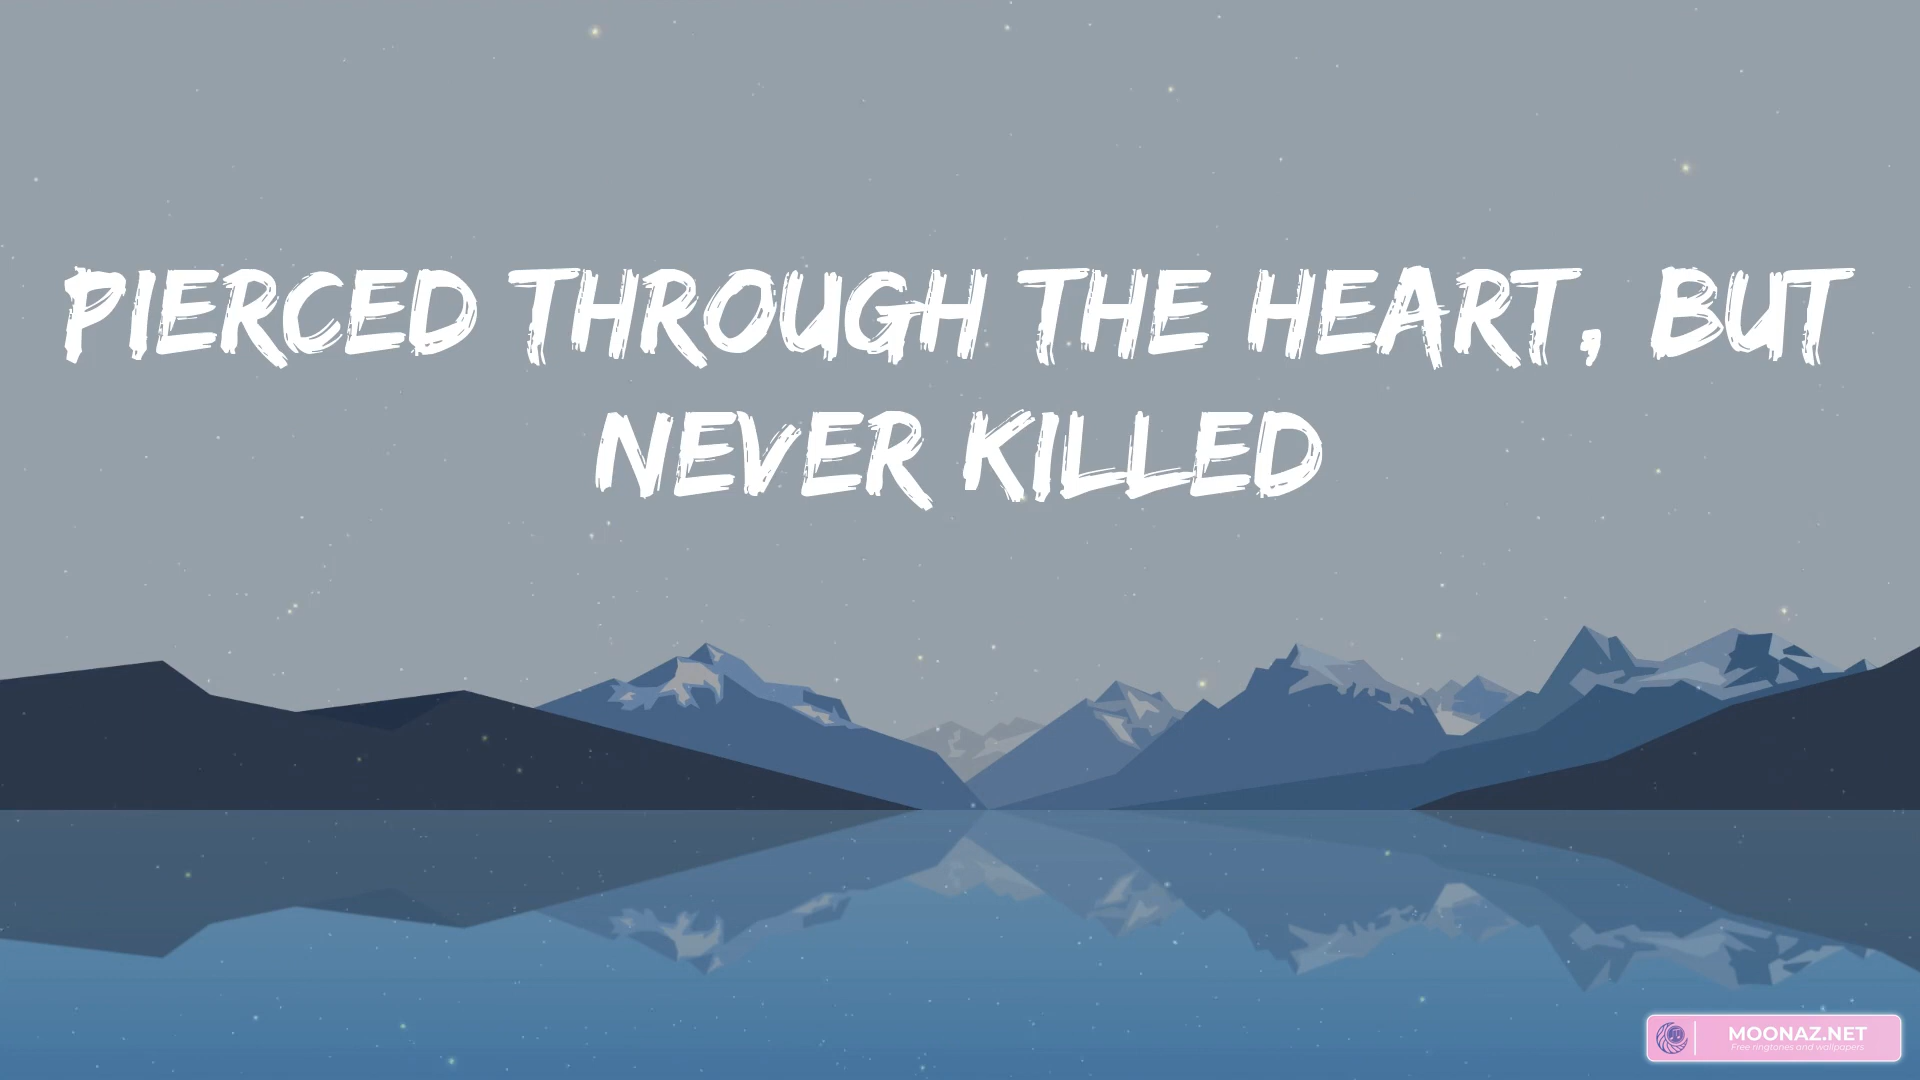 PIERCED THROUGH THE HEART, BUT
NEVER KILLED
MOONAZ.NET
Free ringtones and wallpapers